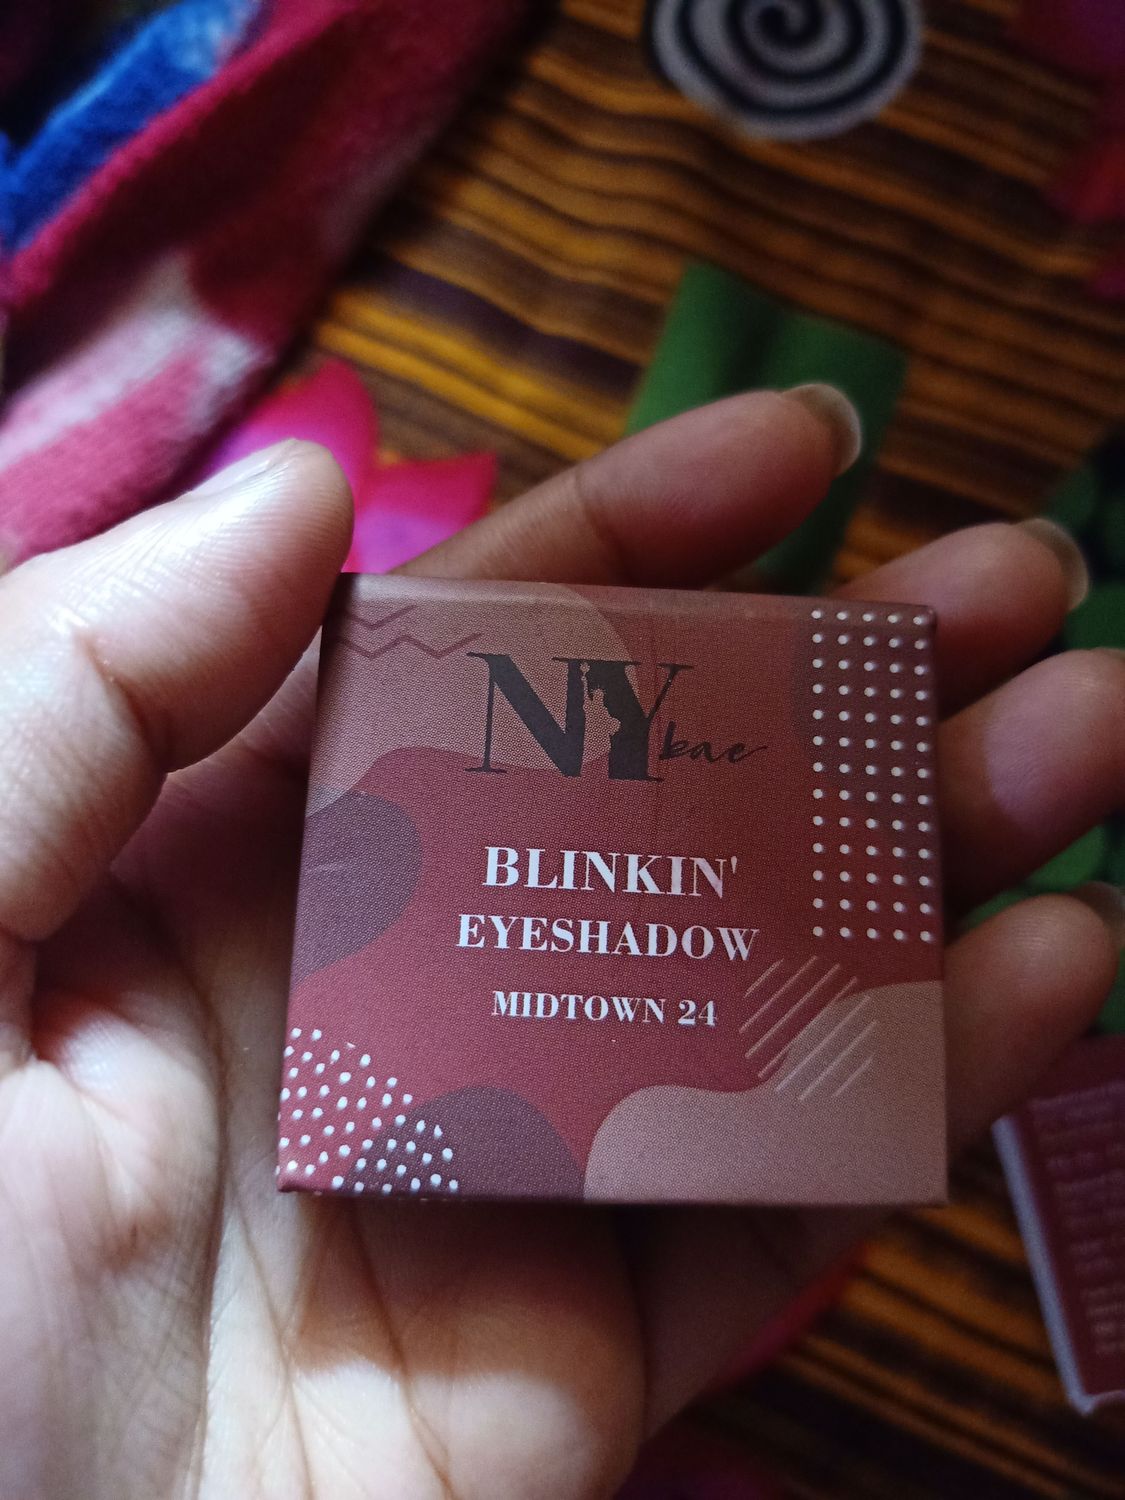 NY bae
BLINKIN'
EYESHADOW
MIDTOWN 24